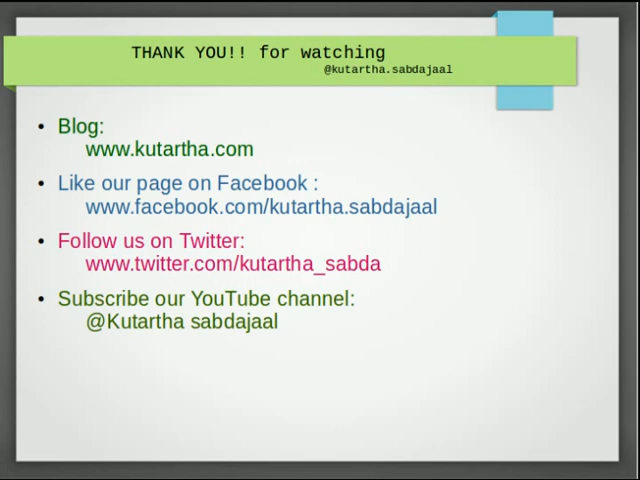 THANK YOU!! for watching
@kutartha.sabdajaal
• Blog:
www.kutartha.com
• Like our page on Facebook :
www.facebook.com/kutartha.sabdajaal
• Follow us on Twitter:
www.twitter.com/kutartha_sabda
• Subscribe our YouTube channel:
@Kutartha sabdajaal